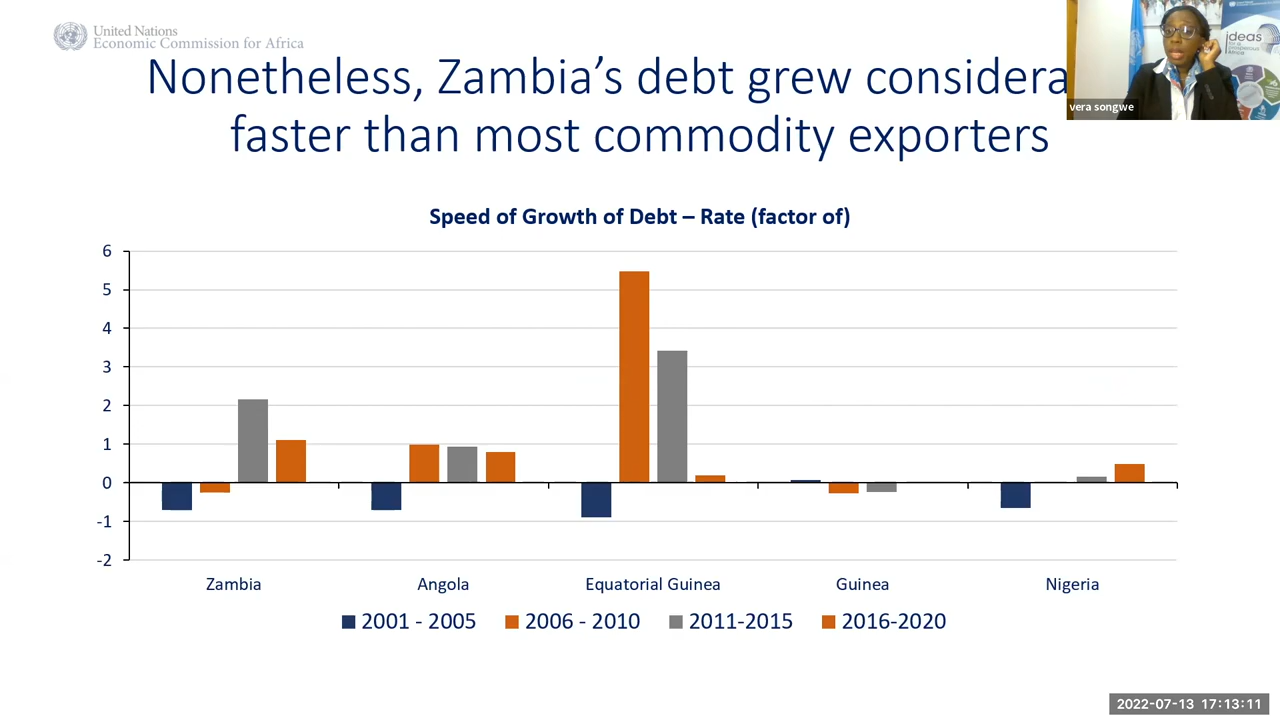 United Nations
Economic Commission for Africa
Nonetheless, Zambia's debt grew considera
faster than most commodity exporters
vera songwe
ideas
Speed of Growth of Debt – Rate (factor of)
6
5
4
3
2
1
0
-1
-2
Zambia Angola Equatorial Guinea Guinea Nigeria
2001 - 2005 2006 - 2010 2011-2015 2016-2020
2022-07-13 17:13:11